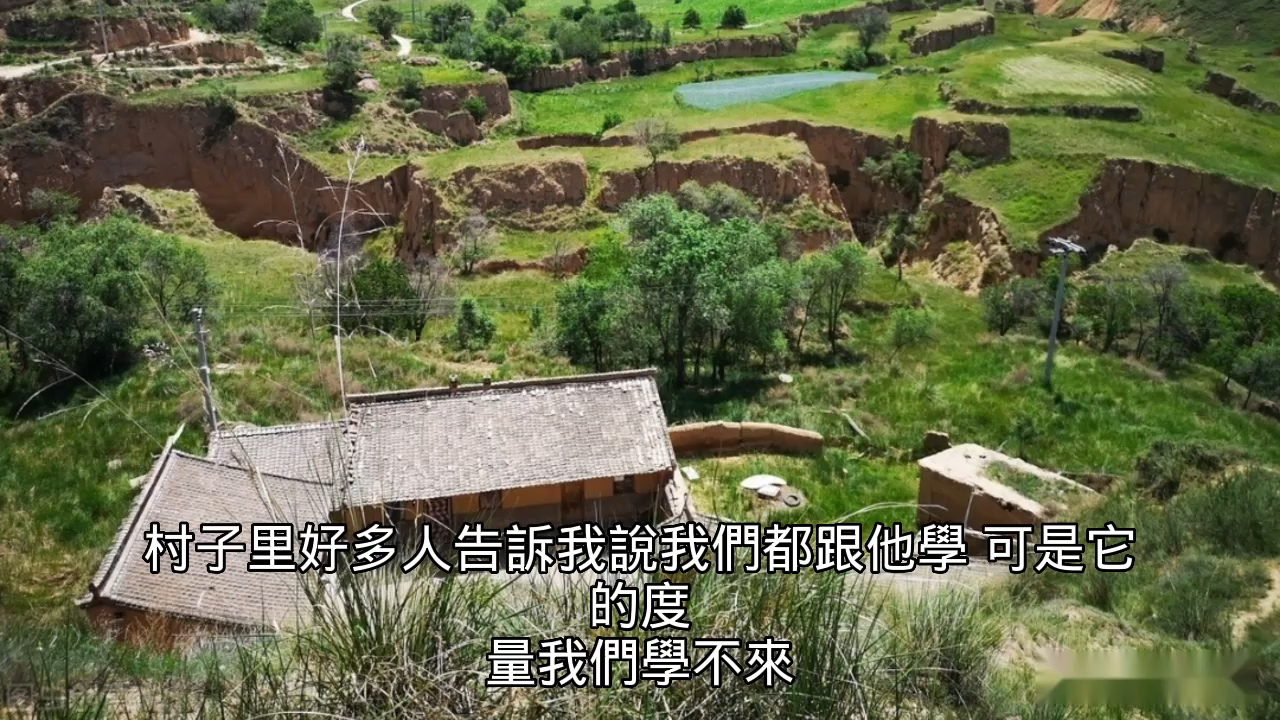 村子里好多人告訴我說我們都跟他學 可是它
的度
量我們學不來